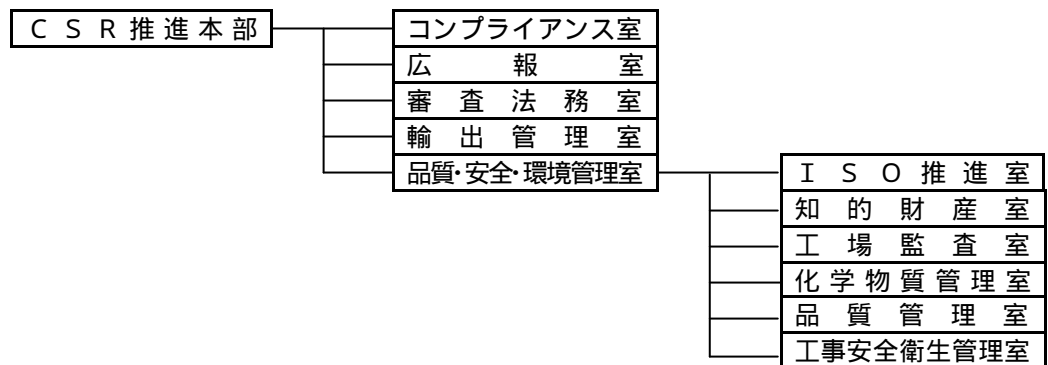 CSR推進本部
コンプライアンス室
広報室
審査法務室
輸出管理室
品質・安全・環境管理室
ISO推進室
知的財産室
工場監査室
化学物質管理室
品質管理室
工事安全衛生管理室